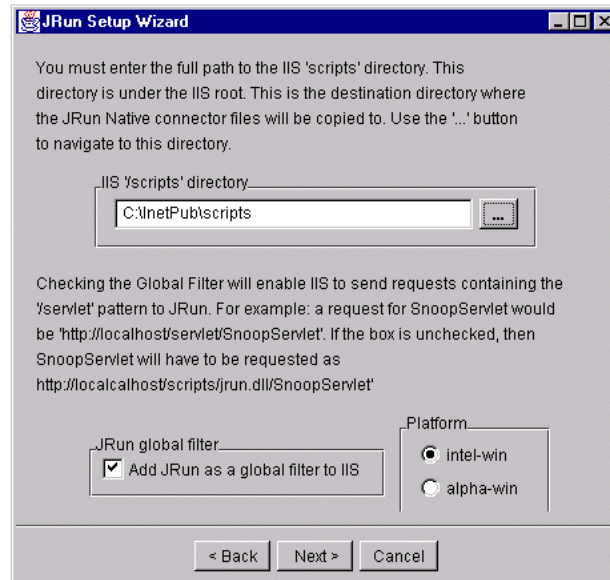 JRun Setup Wizard
You must enter the full path to the IIS 'scripts' directory. This
directory is under the IIS root. This is the destination directory where
the JRun Native connector files will be copied to. Use the '...' button
to navigate to this directory.
IIS '/scripts' directory
C:\InetPub\scripts
...
Checking the Global Filter will enable IIS to send requests containing the
'/servlet' pattern to JRun. For example: a request for SnoopServlet would
be 'http://localhost/servlet/SnoopServlet'. If the box is unchecked, then
SnoopServlet will have to be requested as
http://localcalhost/scripts/jrun.dll/SnoopServlet'
JRun global filter
Add JRun as a global filter to IIS
Platform
intel-win
alpha-win
< Back
Next >
Cancel